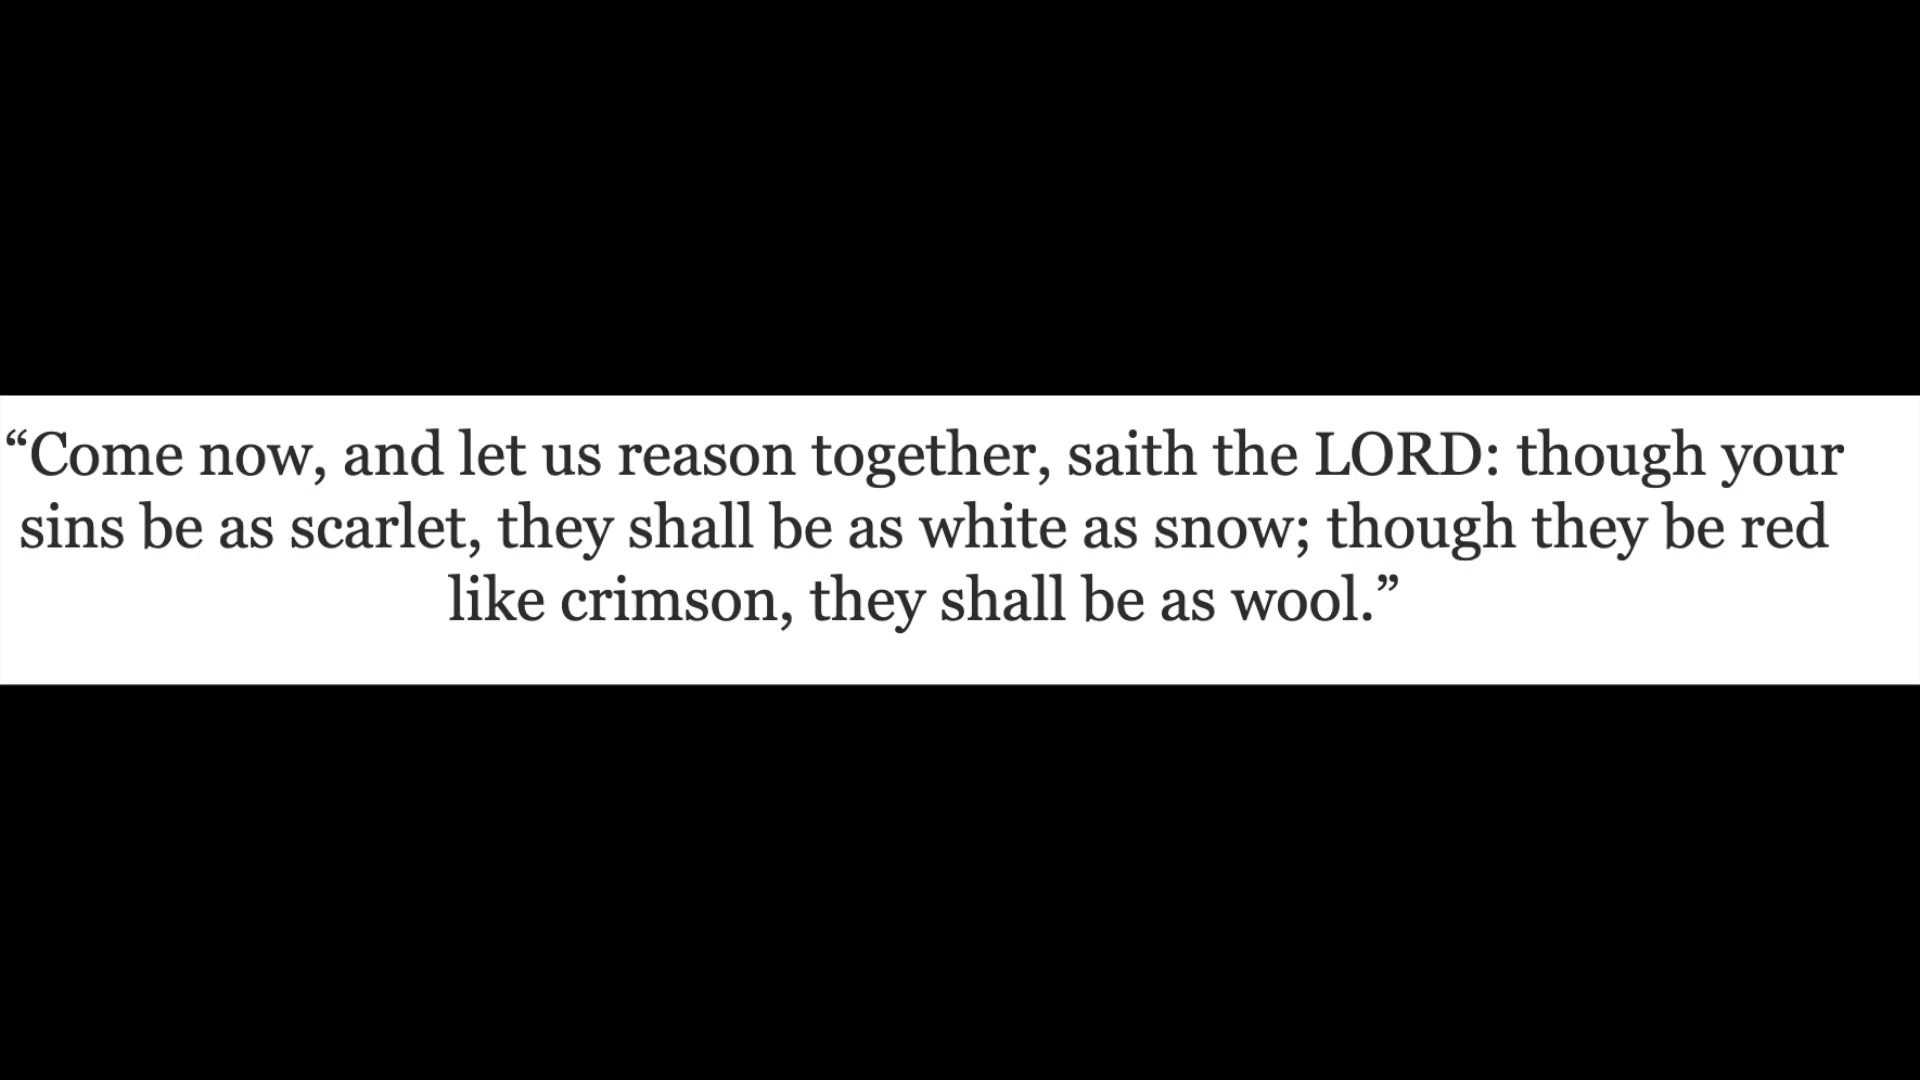 “Come now, and let us reason together, saith the LORD: though your
sins be as scarlet, they shall be as white as snow; though they be red
like crimson, they shall be as wool.”